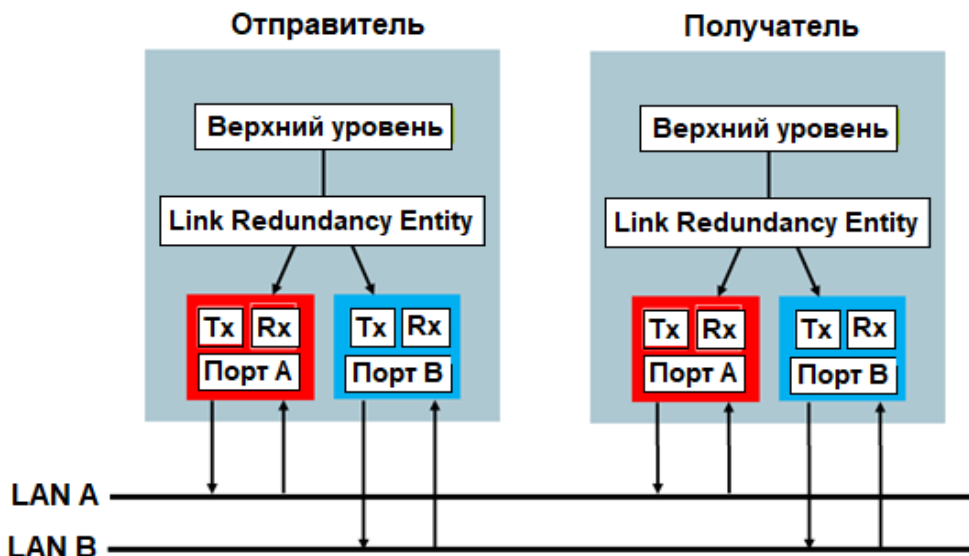 Отправитель
Получатель
Верхний уровень
Верхний уровень
Link Redundancy Entity
Link Redundancy Entity
Tx Rx
Tx Rx
Tx Rx
Tx Rx
Порт A
Порт B
Порт A
Порт B
LAN A
LAN B